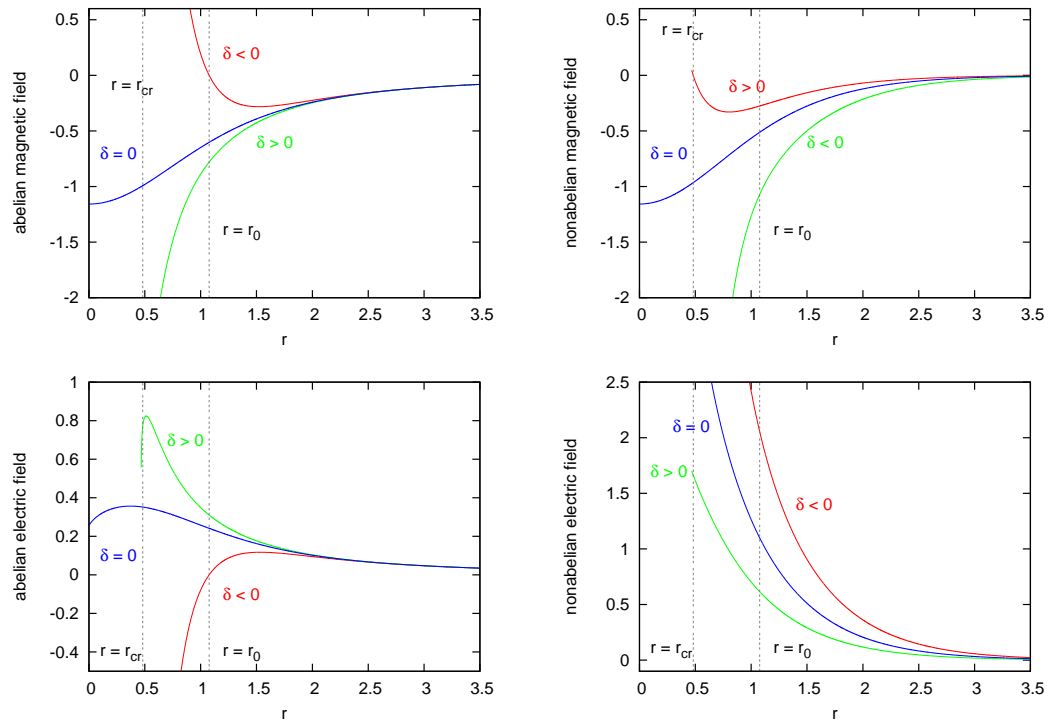 abelian magnetic field
0.5
0
-0.5
-1
-1.5
-2
δ < 0
r = r_cr
δ = 0
δ > 0
r = r_0
0 0.5 1 1.5 2 2.5 3 3.5
r
nonabelian magnetic field
0.5
0
-0.5
-1
-1.5
-2
r = r_cr
δ > 0
δ = 0
δ < 0
r = r_0
0 0.5 1 1.5 2 2.5 3 3.5
r
abelian electric field
1
0.8
0.6
0.4
0.2
0
-0.2
-0.4
δ > 0
δ = 0
δ < 0
r = r_cr
r = r_0
0 0.5 1 1.5 2 2.5 3 3.5
r
nonabelian electric field
2.5
2
1.5
1
0.5
0
δ = 0
δ > 0
δ < 0
r = r_cr
r = r_0
0 0.5 1 1.5 2 2.5 3 3.5
r